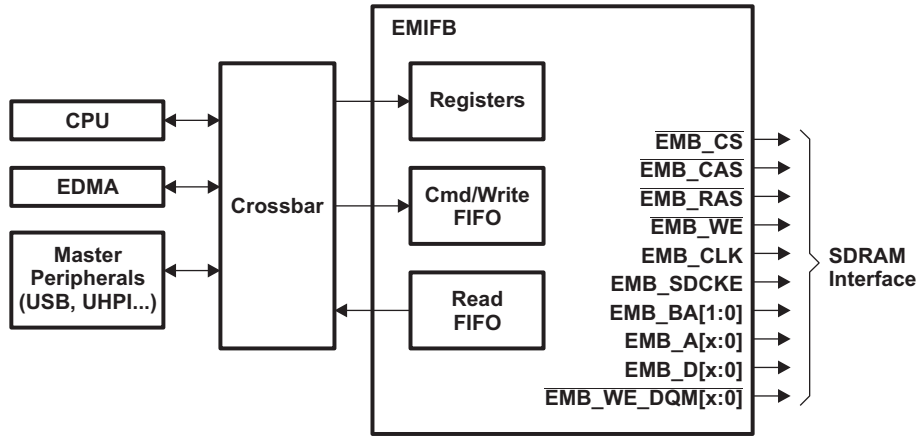 EMIFB
Registers
CPU
EDMA
Crossbar
Cmd/Write
FIFO
Master
Peripherals
(USB, UHPI...)
Read
FIFO
EMB_CS
EMB_CAS
EMB_RAS
EMB_WE
EMB_CLK
EMB_SDCKE
EMB_BA[1:0]
EMB_A[x:0]
EMB_D[x:0]
EMB_WE_DQM[x:0]
SDRAM
Interface